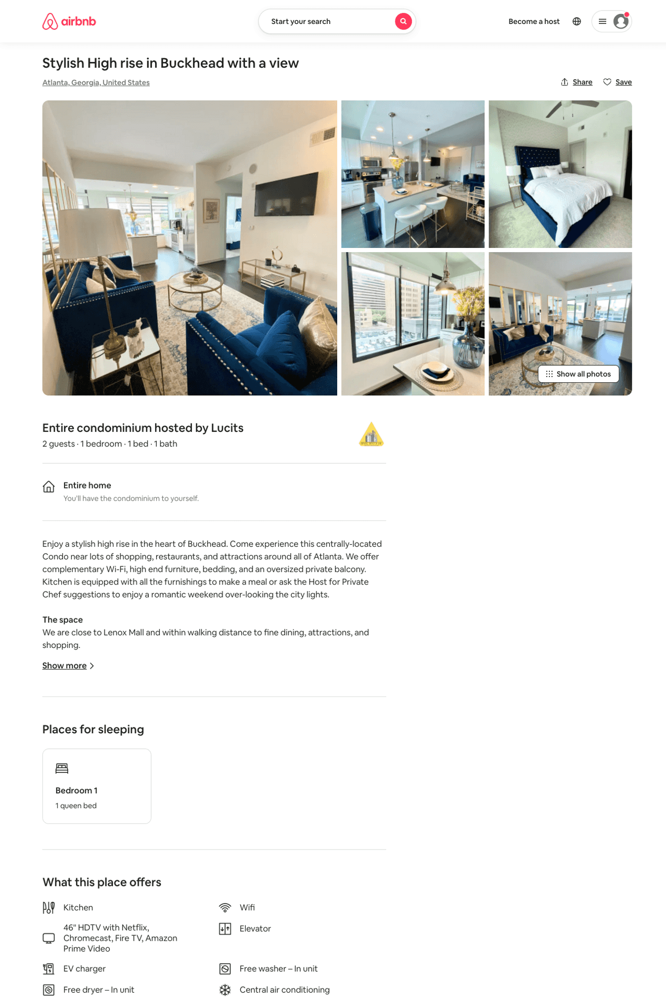 airbnb
Start your search
Become a host
Stylish High rise in Buckhead with a view
Atlanta, Georgia, United States
Share
Save
Show all photos
Entire condominium hosted by Lucits
2 guests · 1 bedroom · 1 bed · 1 bath
Entire home
You'll have the condominium to yourself.
Enjoy a stylish high rise in the heart of Buckhead. Come experience this centrally-located
Condo near lots of shopping, restaurants, and attractions around all of Atlanta. We offer
complementary Wi-Fi, high end furniture, bedding, and an oversized private balcony.
Kitchen is equipped with all the furnishings to make a meal or ask the Host for Private
Chef suggestions to enjoy a romantic weekend over-looking the city lights.
The space
We are close to Lenox Mall and within walking distance to fine dining, attractions, and
shopping.
Show more
Places for sleeping
Bedroom 1
1 queen bed
What this place offers
Kitchen
Wifi
46" HDTV with Netflix,
Chromecast, Fire TV, Amazon
Prime Video
Elevator
EV charger
Free washer – In unit
Free dryer – In unit
Central air conditioning